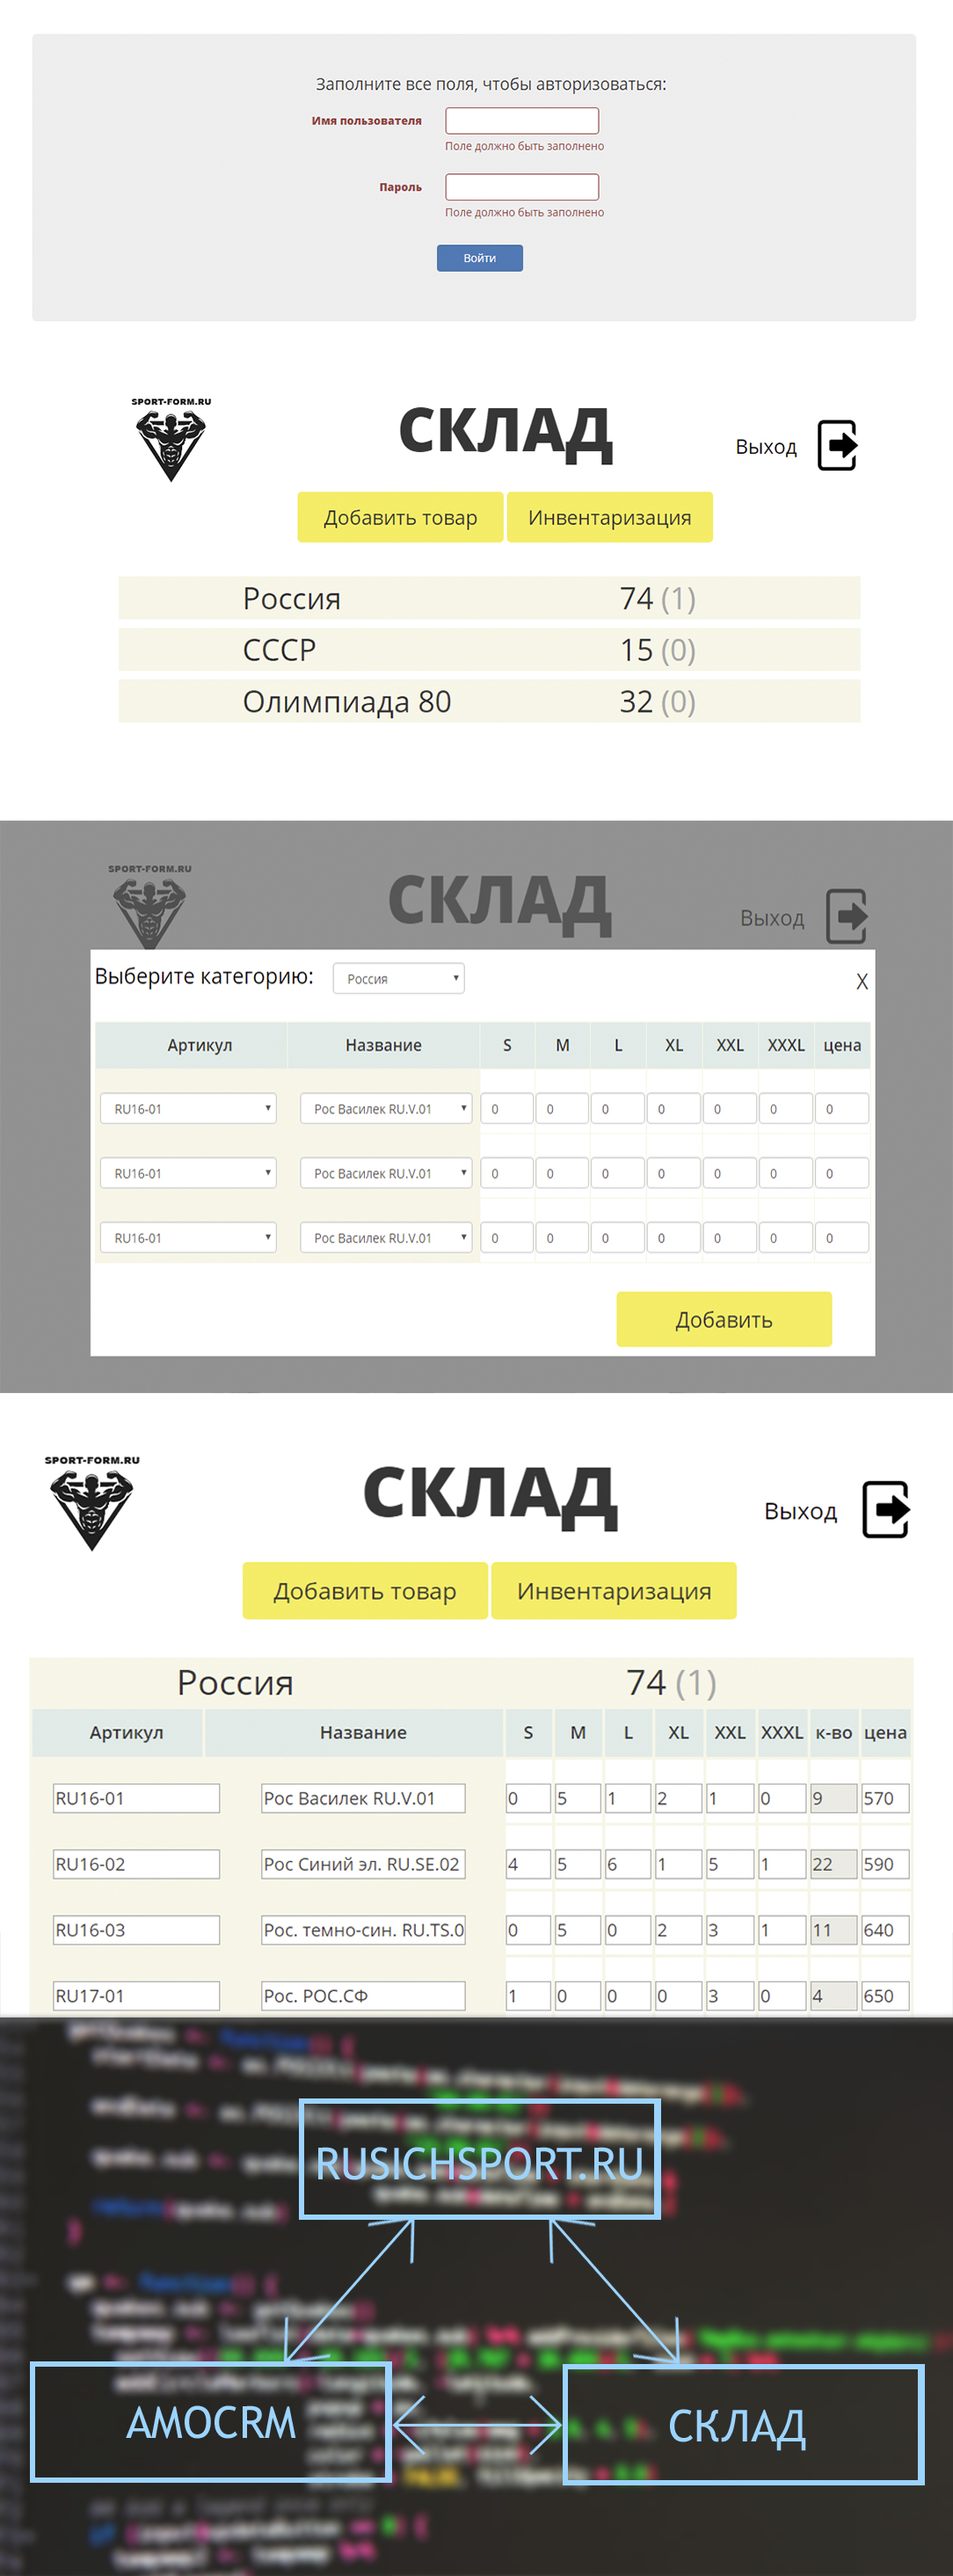 Заполните все поля, чтобы авторизоваться:
Имя пользователя
Поле должно быть заполнено
Пароль
Поле должно быть заполнено
Войти
SPORT-FORM.RU
СКЛАД
Выход
Добавить товар Инвентаризация
Россия 74 (1)
СССР 15 (0)
Олимпиада 80 32 (0)
SPORT-FORM.RU
СКЛАД
Выход
Выберите категорию: Россия X
Артикул Название S M L XL XXL XXXL цена
RU16-01 Рос Василек RU.V.01 0 0 0 0 0 0 0
RU16-01 Рос Василек RU.V.01 0 0 0 0 0 0 0
RU16-01 Рос Василек RU.V.01 0 0 0 0 0 0 0
Добавить
SPORT-FORM.RU
СКЛАД
Выход
Добавить товар Инвентаризация
Россия 74 (1)
Артикул Название S M L XL XXL XXXL к-во цена
RU16-01 Рос Василек RU.V.01 0 5 1 2 1 0 9 570
RU16-02 Рос Синий эл. RU.SE.02 4 5 6 1 5 1 22 590
RU16-03 Рос. темно-син. RU.TS.0 0 5 0 2 3 1 11 640
RU17-01 Рос. РОС.СФ 1 0 0 0 3 0 4 650
RUSICHSPORT.RU
AMOCRM
СКЛАД